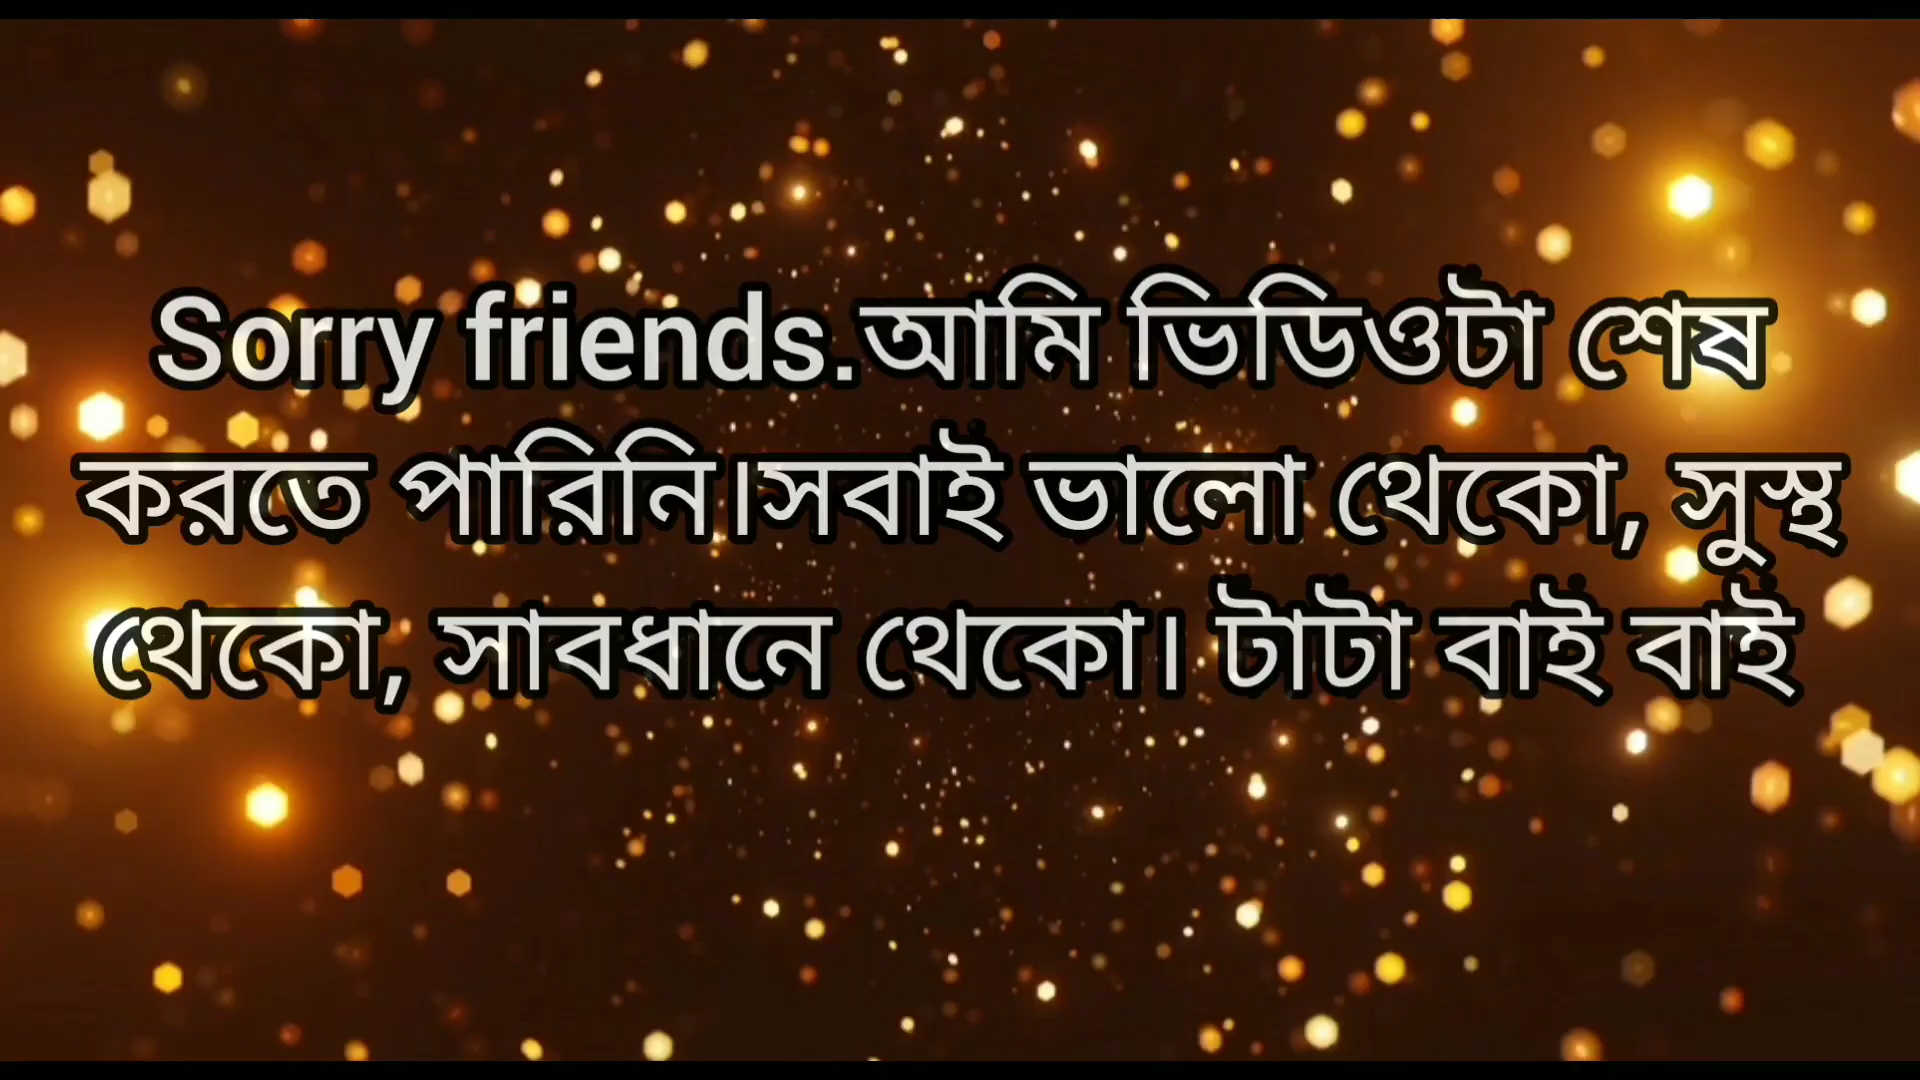 Sorry friends.আমি ভিডিওটা শেষ
করতে পারিনি।সবাই ভালো থেকো, সুস্থ
থেকো, সাবধানে থেকো। টাটা বাই বাই